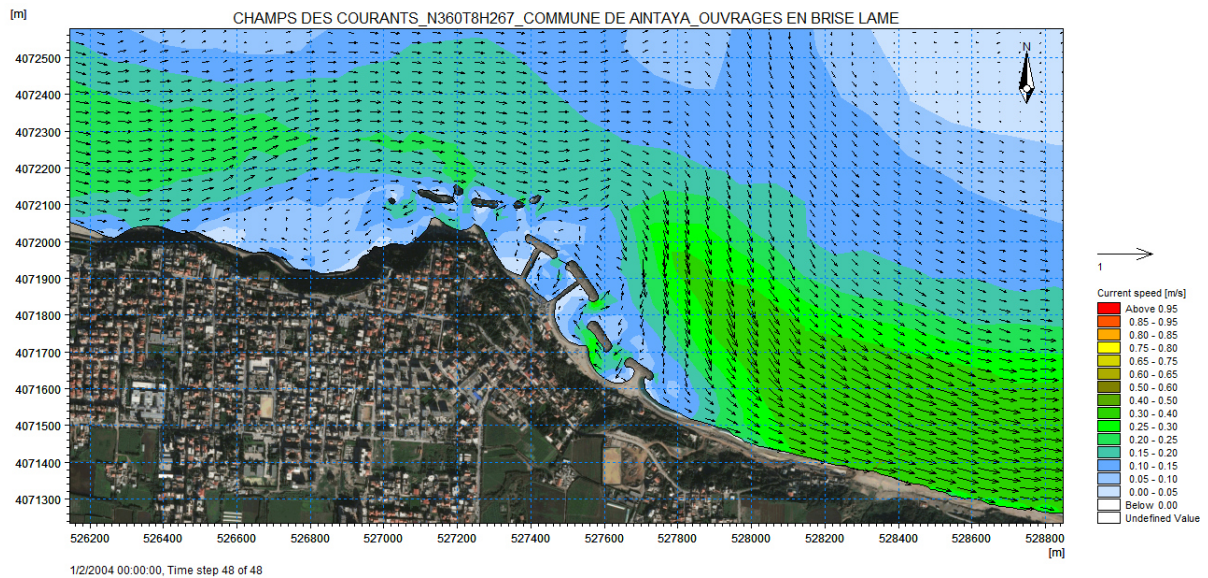 [m]
CHAMPS DES COURANTS_N360T8H267_COMMUNE DE AINTAYA_OUVRAGES EN BRISE LAME
4072500
4072400
4072300
4072200
4072100
4072000
4071900
4071800
4071700
4071600
4071500
4071400
4071300
526200 526400 526600 526800 527000 527200 527400 527600 527800 528000 528200 528400 528600 528800
[m]
1/2/2004 00:00:00, Time step 48 of 48
N
1
Current speed [m/s]
Above 0.95
0.85 - 0.95
0.80 - 0.85
0.75 - 0.80
0.65 - 0.75
0.60 - 0.65
0.50 - 0.60
0.40 - 0.50
0.30 - 0.40
0.25 - 0.30
0.20 - 0.25
0.15 - 0.20
0.10 - 0.15
0.05 - 0.10
0.00 - 0.05
Below 0.00
Undefined Value